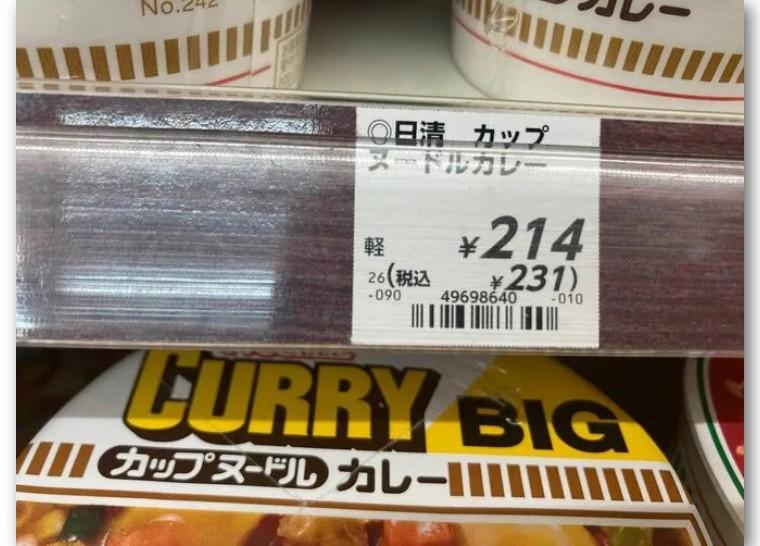 No.242
カレー
◎日清 カップ
ヌードルカレー
軽 ¥214
26(税込 ¥231)
-090 49698640 -010
CURRY BIG
カップヌードル カレー